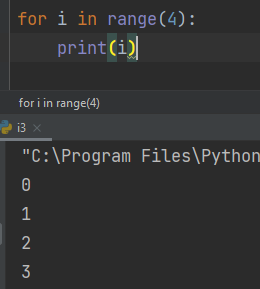 for i in range(4):
print(i)
for i in range(4)
i3 ×
"C:\Program Files\Python
0
1
2
3